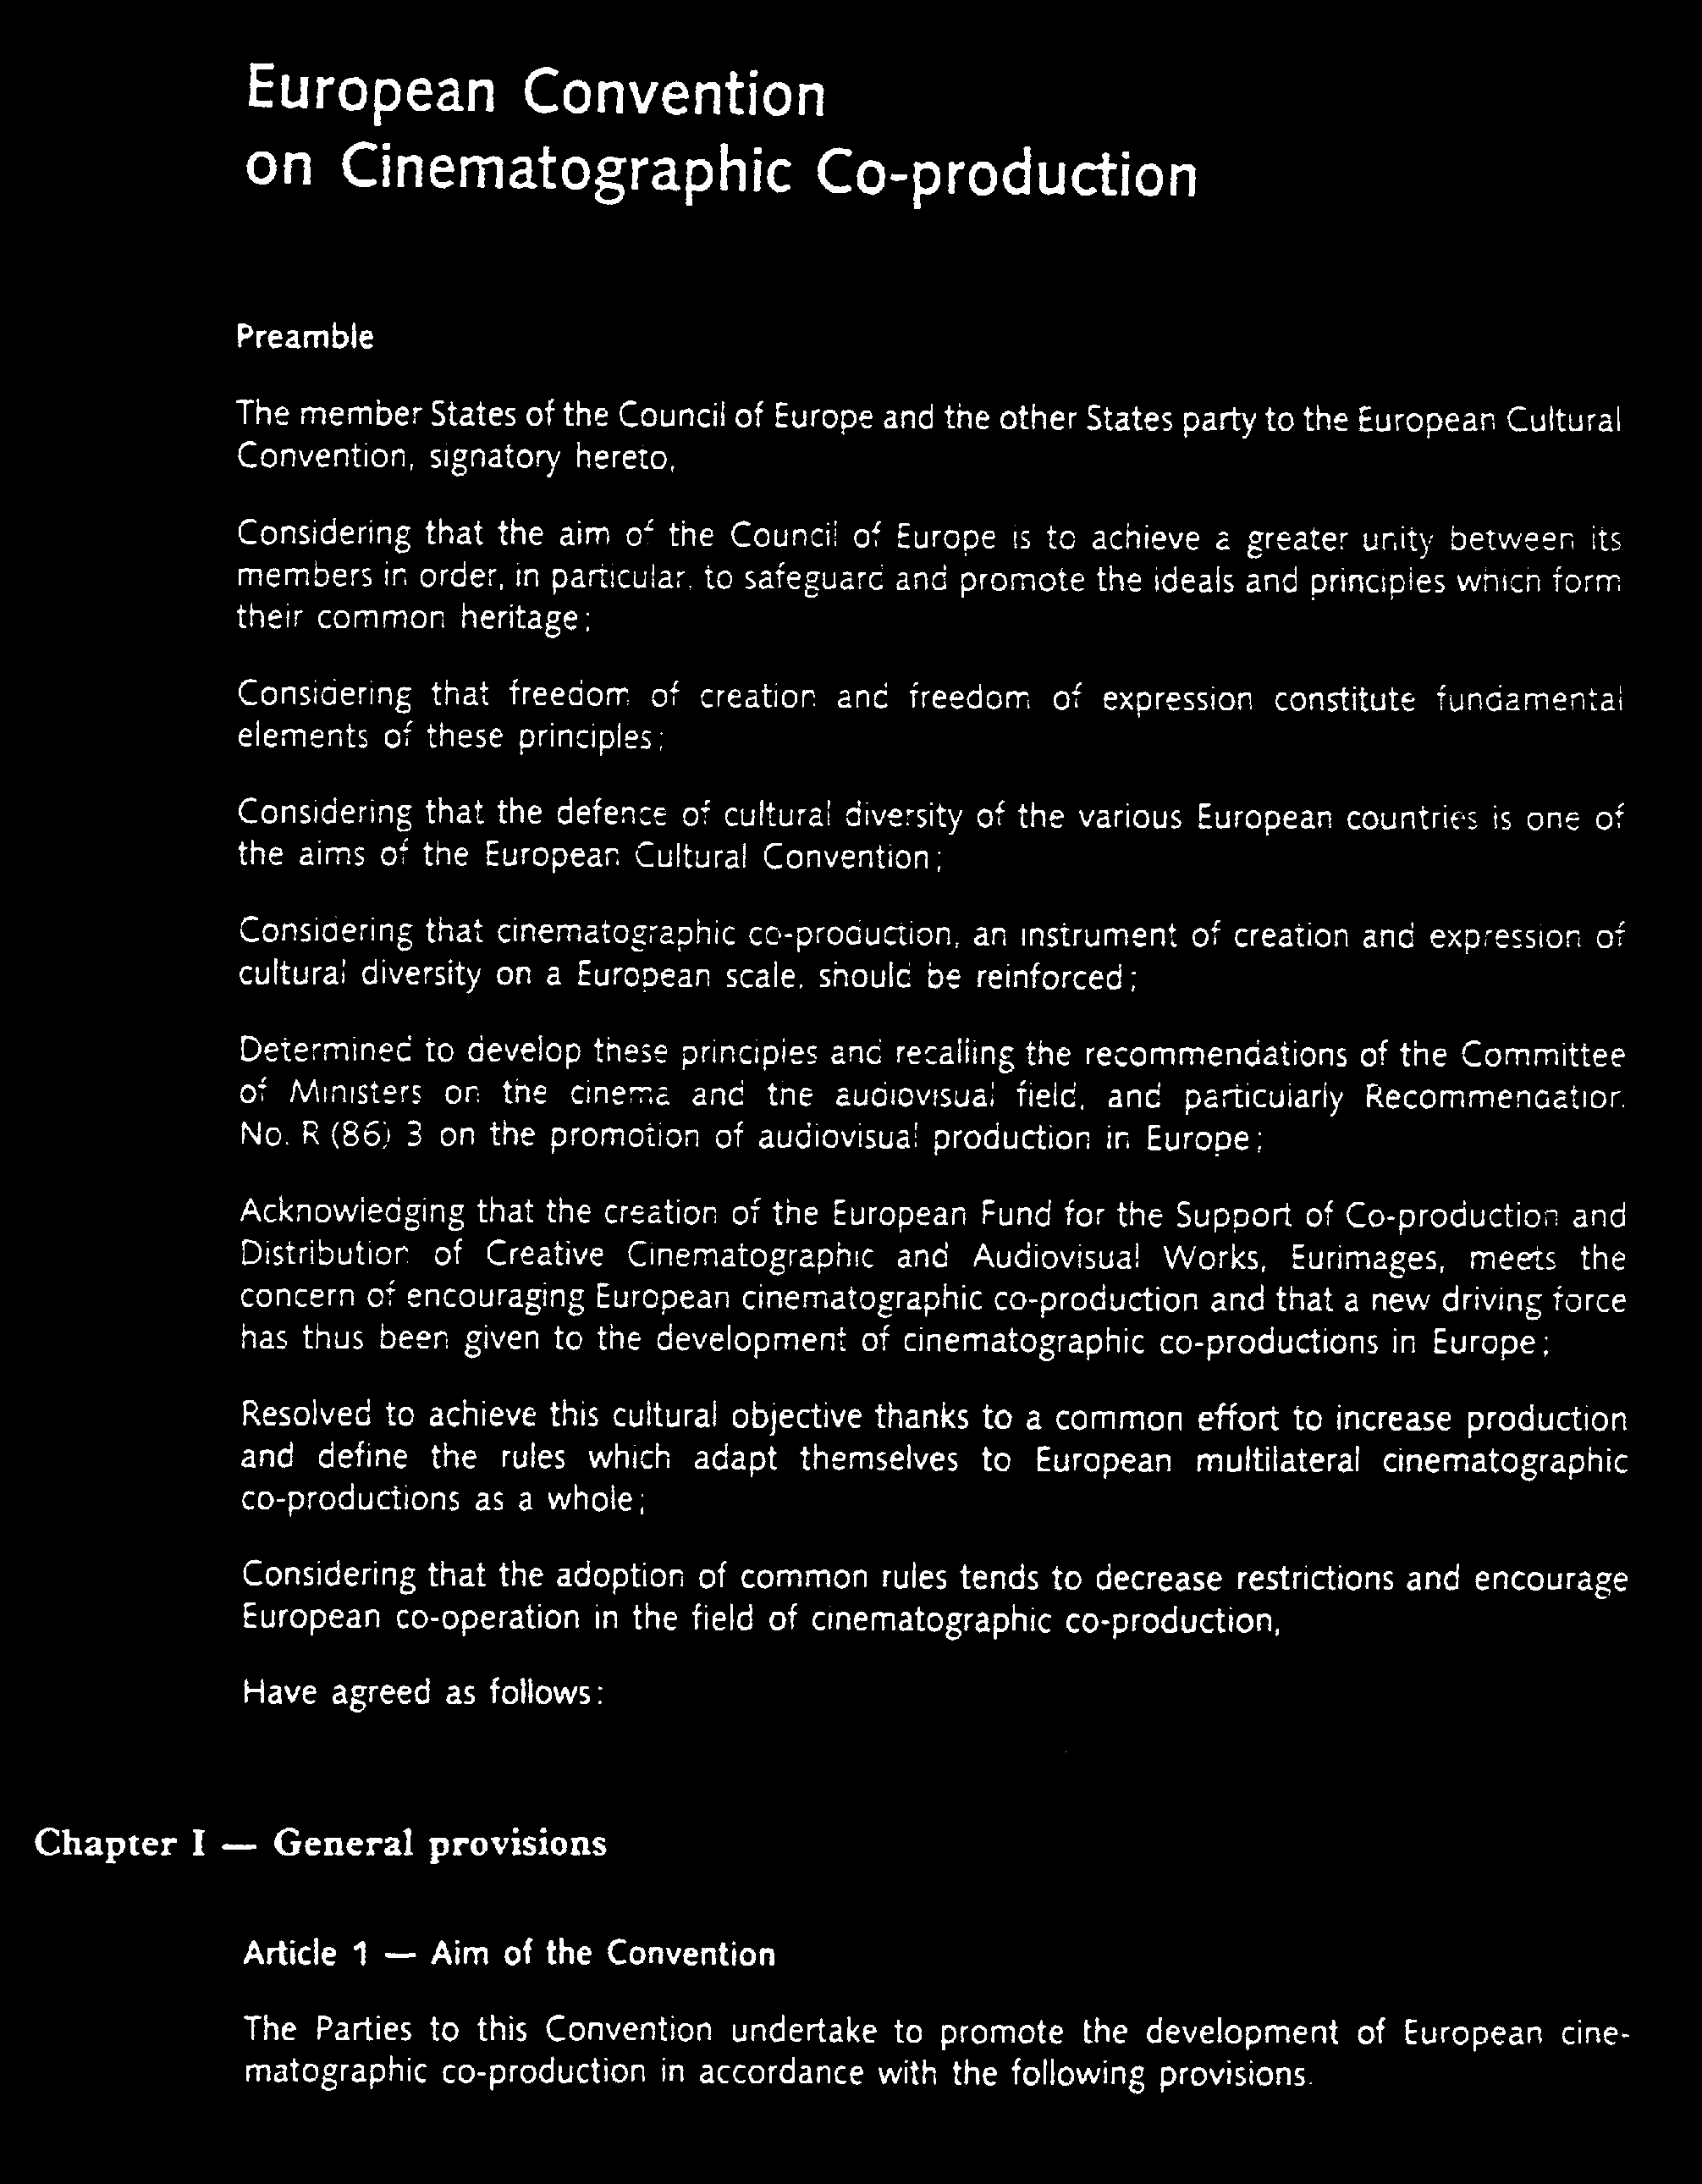 European Convention
on Cinematographic Co-production
Preamble
The member States of the Council of Europe and the other States party to the European Cultural
Convention, signatory hereto,
Considering that the aim of the Council of Europe is to achieve a greater unity between its
members in order, in particular, to safeguard and promote the ideals and principles which form
their common heritage;
Considering that freedom of creation and freedom of expression constitute fundamental
elements of these principles;
Considering that the defence of cultural diversity of the various European countries is one of
the aims of the European Cultural Convention;
Considering that cinematographic co-production, an instrument of creation and expression of
cultural diversity on a European scale, should be reinforced;
Determined to develop these principles and recalling the recommendations of the Committee
of Ministers on the cinema and the audiovisual field, and particularly Recommendation
No. R (86) 3 on the promotion of audiovisual production in Europe;
Acknowledging that the creation of the European Fund for the Support of Co-production and
Distribution of Creative Cinematographic and Audiovisual Works, Eurimages, meets the
concern of encouraging European cinematographic co-production and that a new driving force
has thus been given to the development of cinematographic co-productions in Europe;
Resolved to achieve this cultural objective thanks to a common effort to increase production
and define the rules which adapt themselves to European multilateral cinematographic
co-productions as a whole;
Considering that the adoption of common rules tends to decrease restrictions and encourage
European co-operation in the field of cinematographic co-production,
Have agreed as follows:
Chapter I — General provisions
Article 1 — Aim of the Convention
The Parties to this Convention undertake to promote the development of European cine-
matographic co-production in accordance with the following provisions.